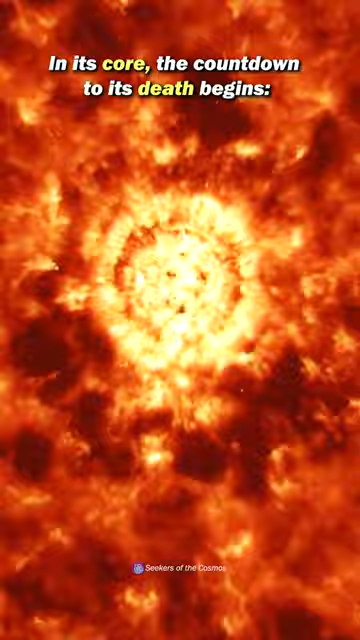 In its core, the countdown
to its death begins:
Seekers of the Cosmos